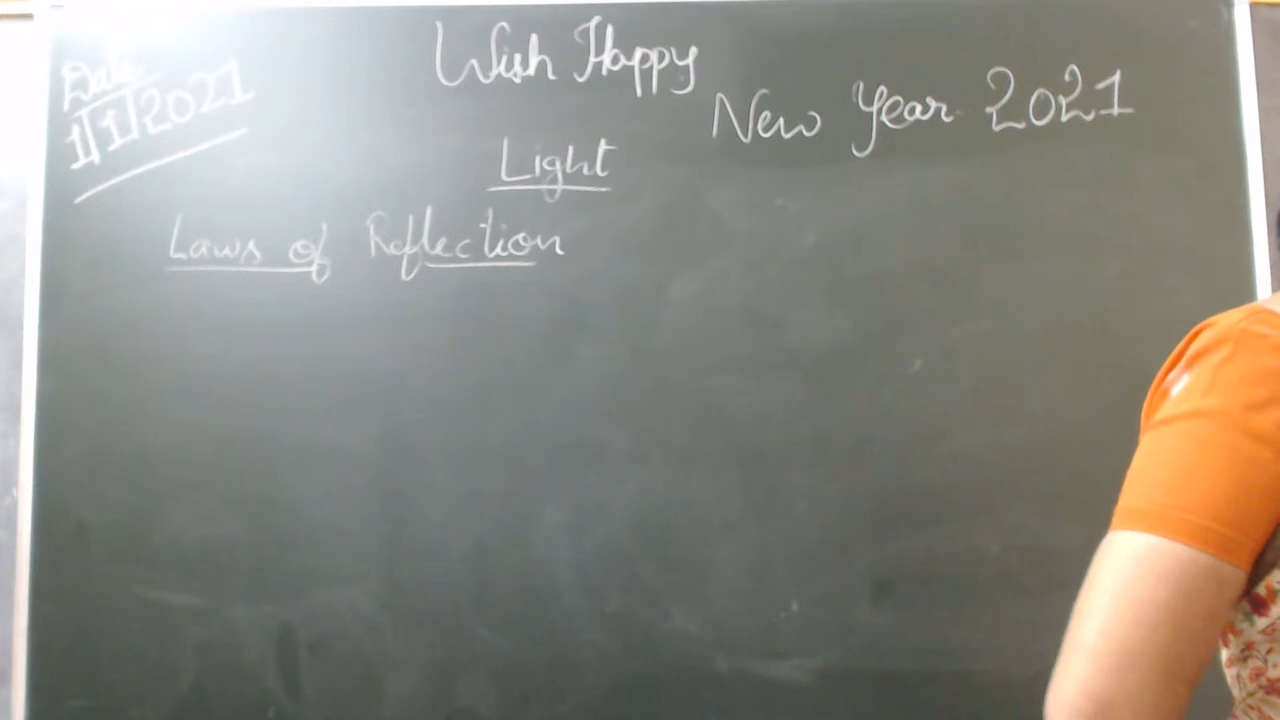 Date
1/1/2021
Wish Happy
New Year 2021
Light
Laws of Reflection